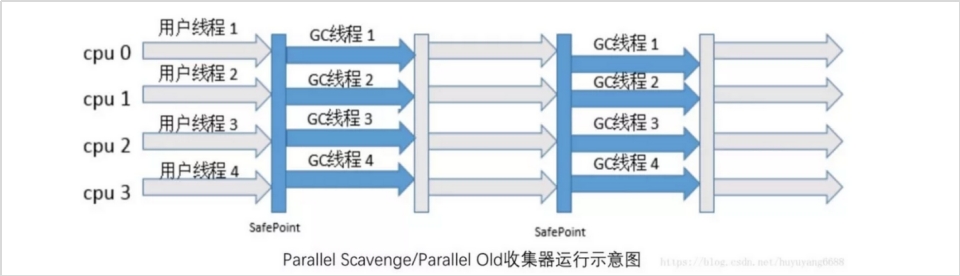 用户线程 1
GC线程 1
GC线程 1
cpu 0
用户线程 2
GC线程 2
GC线程 2
cpu 1
用户线程 3
GC线程 3
GC线程 3
cpu 2
用户线程 4
GC线程 4
GC线程 4
cpu 3
SafePoint
SafePoint
Parallel Scavenge/Parallel Old收集器运行示意图
https://blog.csdn.net/huyuyang6688